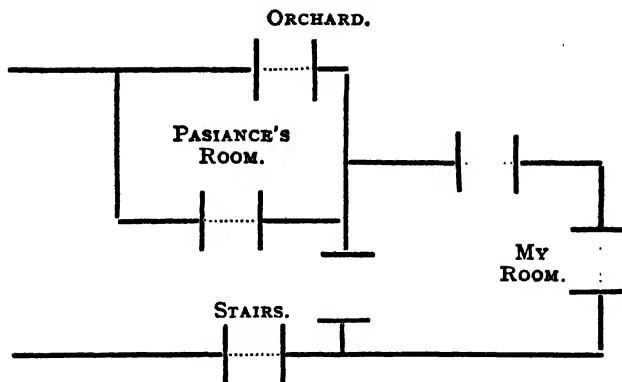 ORCHARD.
PASIANCE'S
ROOM.
MY
ROOM.
STAIRS.